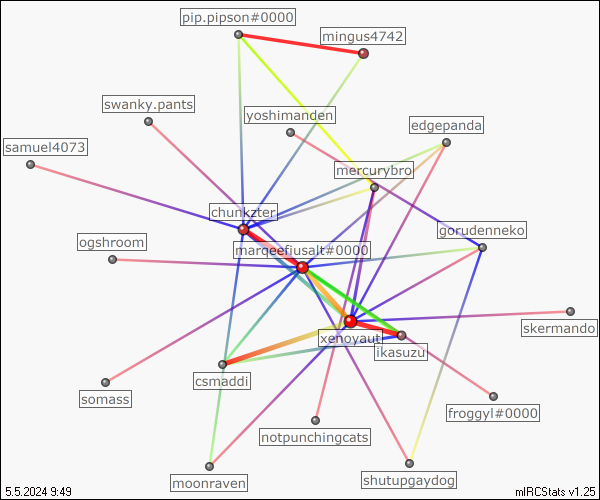 pip.pipson#0000
mingus4742
swanky.pants
yoshimanden
edgepanda
samuel4073
mercurybro
chunkzter
gorudenneko
ogshroom
marqeefjusalt#0000
skermando
xenoyaut
ikasuzu
csmaddi
somass
froggyl#0000
notpunchingcats
moonraven
shutupgaydog
5.5.2024 9:49
mIRCStats v1.25